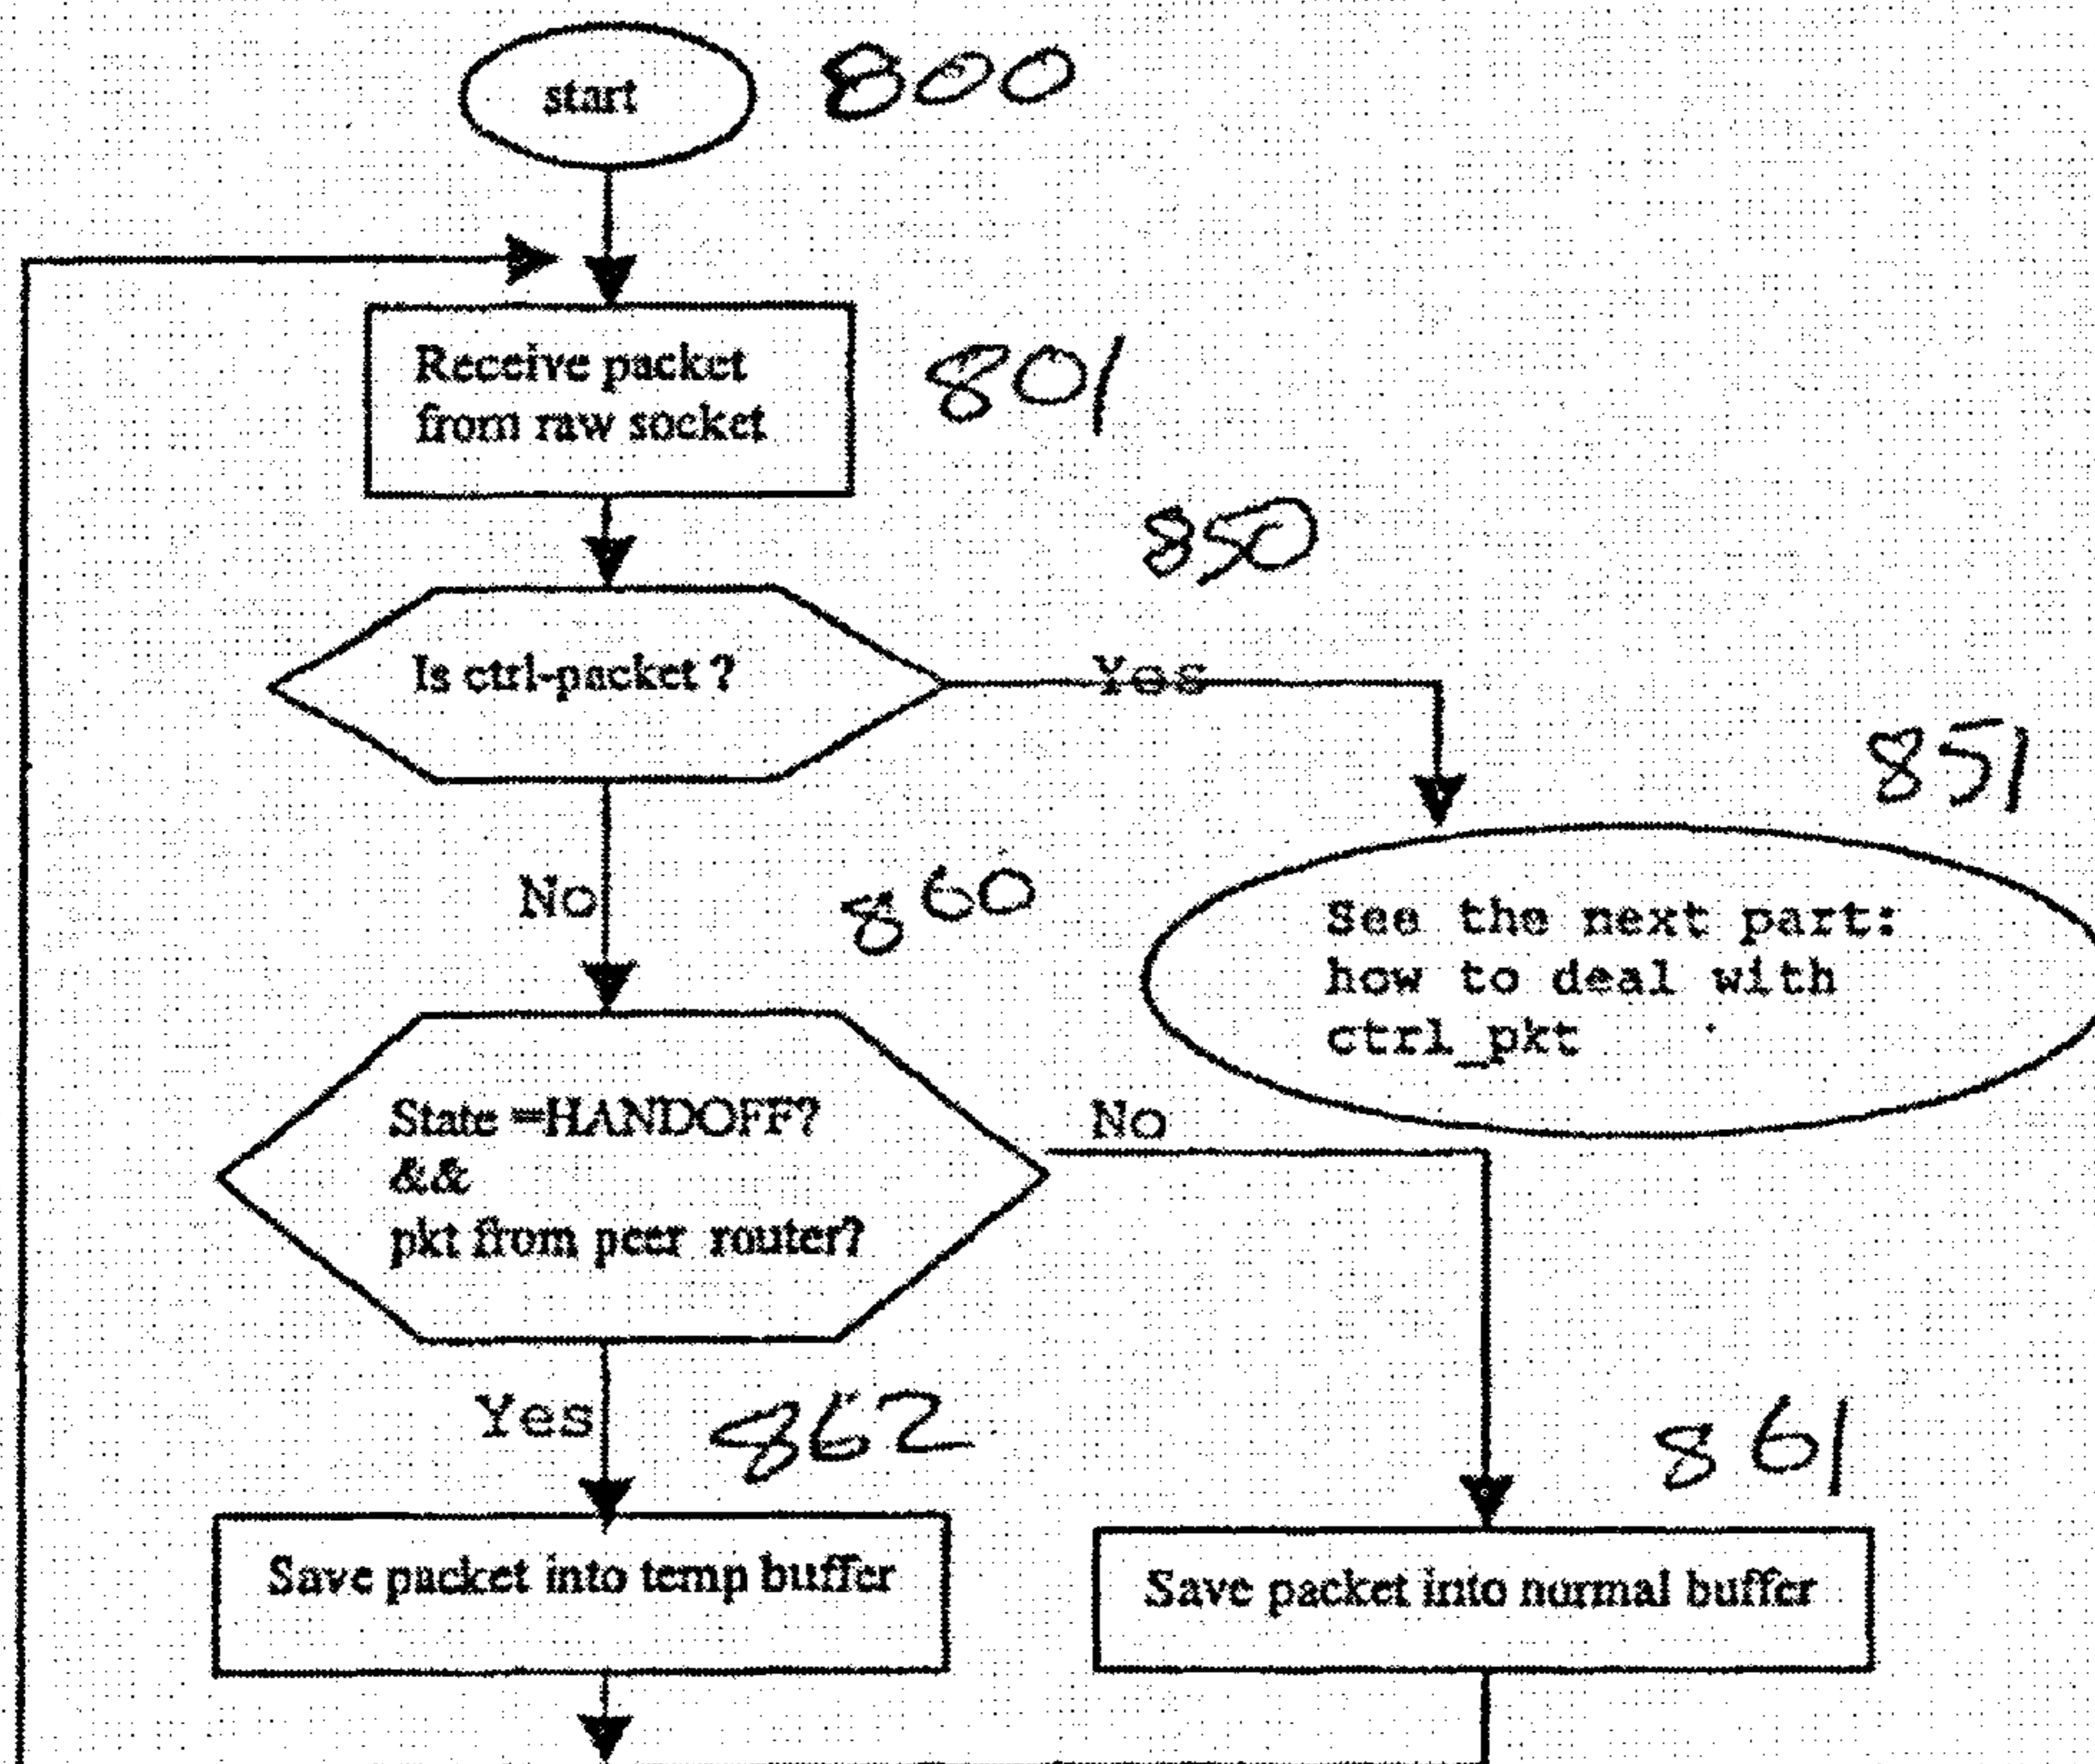 start
800
Receive packet
from raw socket
801
850
Is ctrl-packet ?
Yes
851
No
860
See the next part:
how to deal with
ctrl_pkt
State =HANDOFF?
&&
pkt from peer router?
No
Yes
862
861
Save packet into temp buffer
Save packet into normal buffer